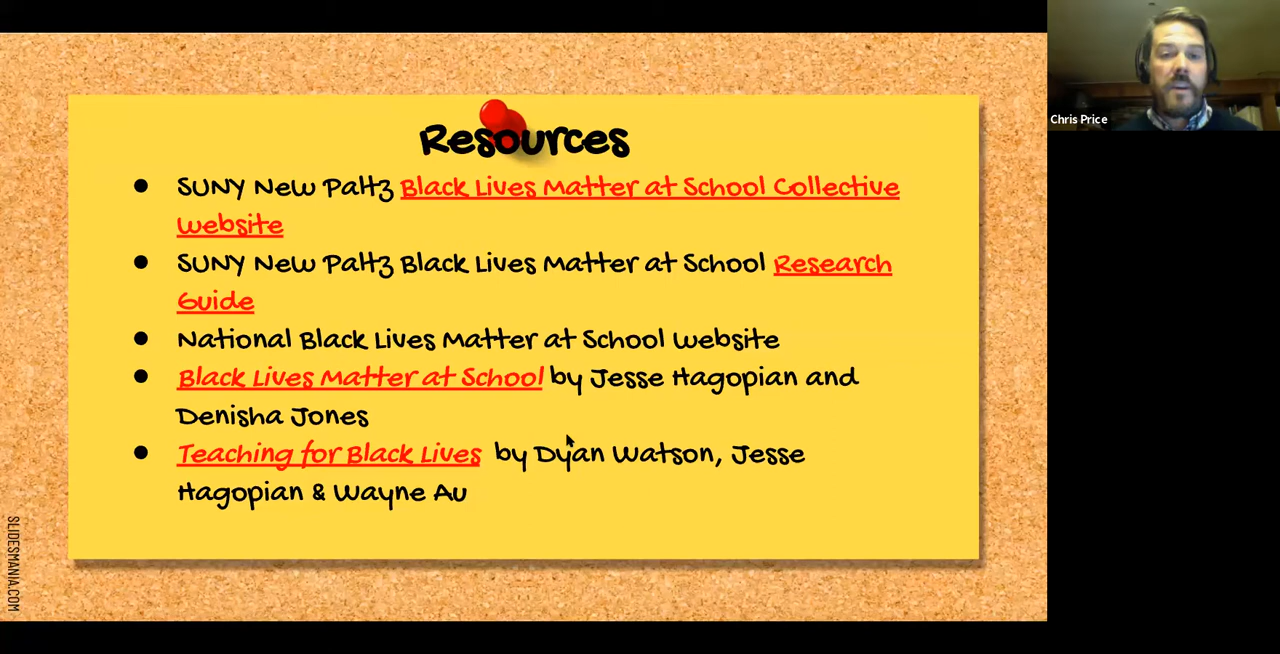 Resources
SUNY New Paltz Black Lives Matter at School Collective
Website
SUNY New Paltz Black Lives Matter at School Research
Guide
National Black Lives Matter at School website
Black Lives Matter at School by Jesse Hagopian and
Denisha Jones
Teaching for Black Lives by Dyan Watson, Jesse
Hagopian & Wayne Au
SLIDESMANIA.COM
Chris Price